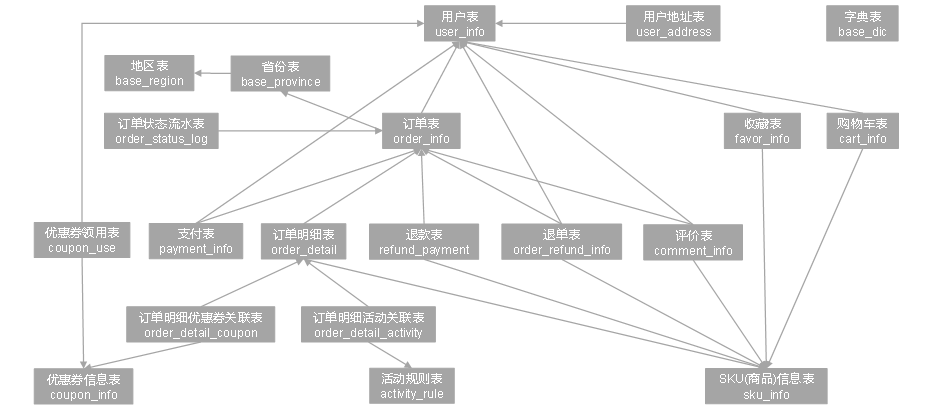 用户表
user_info
用户地址表
user_address
字典表
base_dic
地区表
base_region
省份表
base_province
订单状态流水表
order_status_log
订单表
order_info
收藏表
favor_info
购物车表
cart_info
优惠券领用表
coupon_use
支付表
payment_info
订单明细表
order_detail
退款表
refund_payment
退单表
order_refund_info
评价表
comment_info
订单明细优惠券关联表
order_detail_coupon
订单明细活动关联表
order_detail_activity
优惠券信息表
coupon_info
活动规则表
activity_rule
SKU(商品)信息表
sku_info